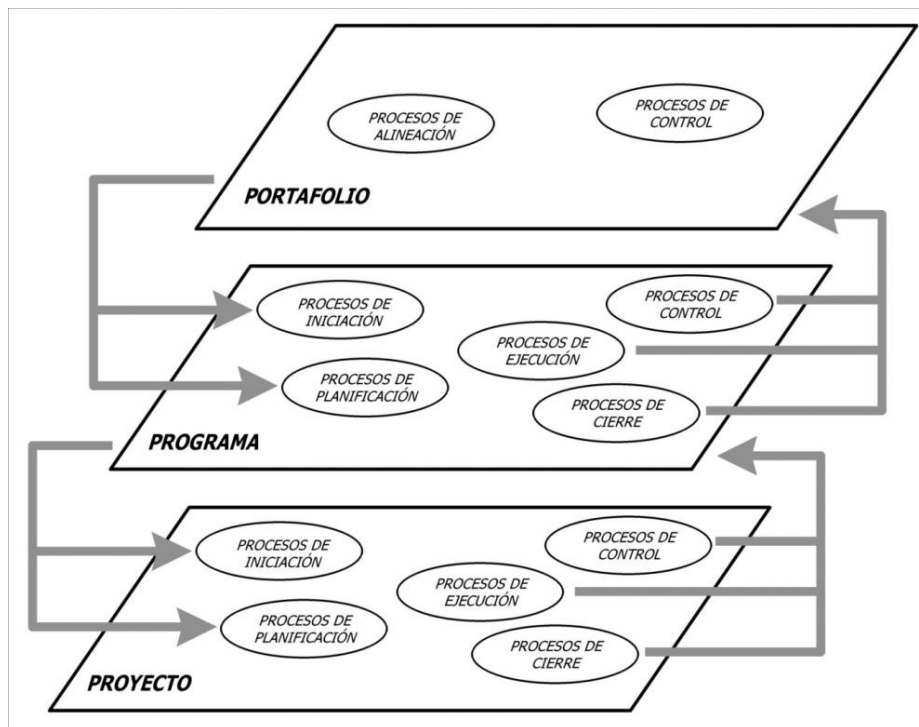 PROCESOS DE
ALINEACIÓN
PROCESOS DE
CONTROL
PORTAFOLIO
PROCESOS DE
INICIACIÓN
PROCESOS DE
CONTROL
PROCESOS DE
EJECUCIÓN
PROCESOS DE
PLANIFICACIÓN
PROCESOS DE
CIERRE
PROGRAMA
PROCESOS DE
INICIACIÓN
PROCESOS DE
CONTROL
PROCESOS DE
EJECUCIÓN
PROCESOS DE
PLANIFICACIÓN
PROCESOS DE
CIERRE
PROYECTO